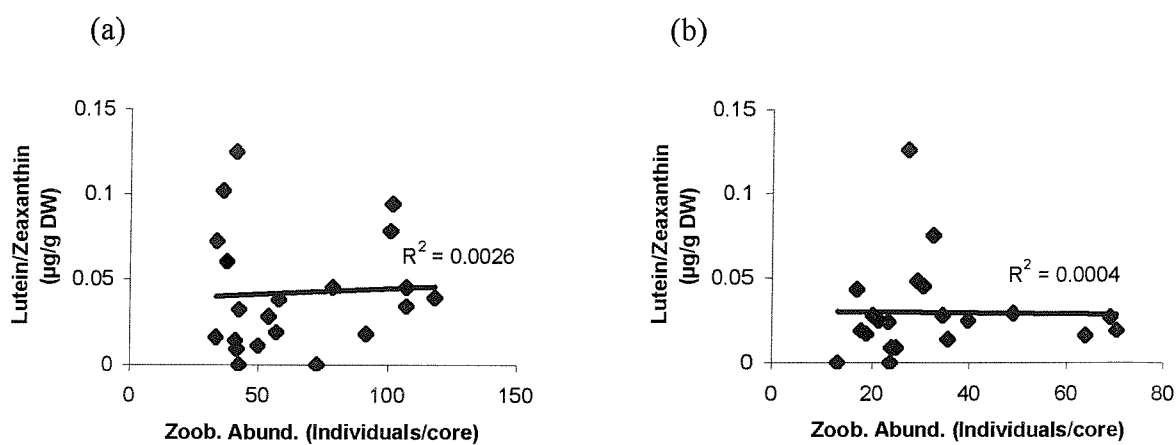 (a)
Lutein/Zeaxanthin
(µg/g DW)
0.15
0.1
0.05
0
R² = 0.0026
0
50
100
150
Zoob. Abund. (Individuals/core)
(b)
Lutein/Zeaxanthin
(µg/g DW)
0.15
0.1
0.05
0
R² = 0.0004
0
20
40
60
80
Zoob. Abund. (Individuals/core)